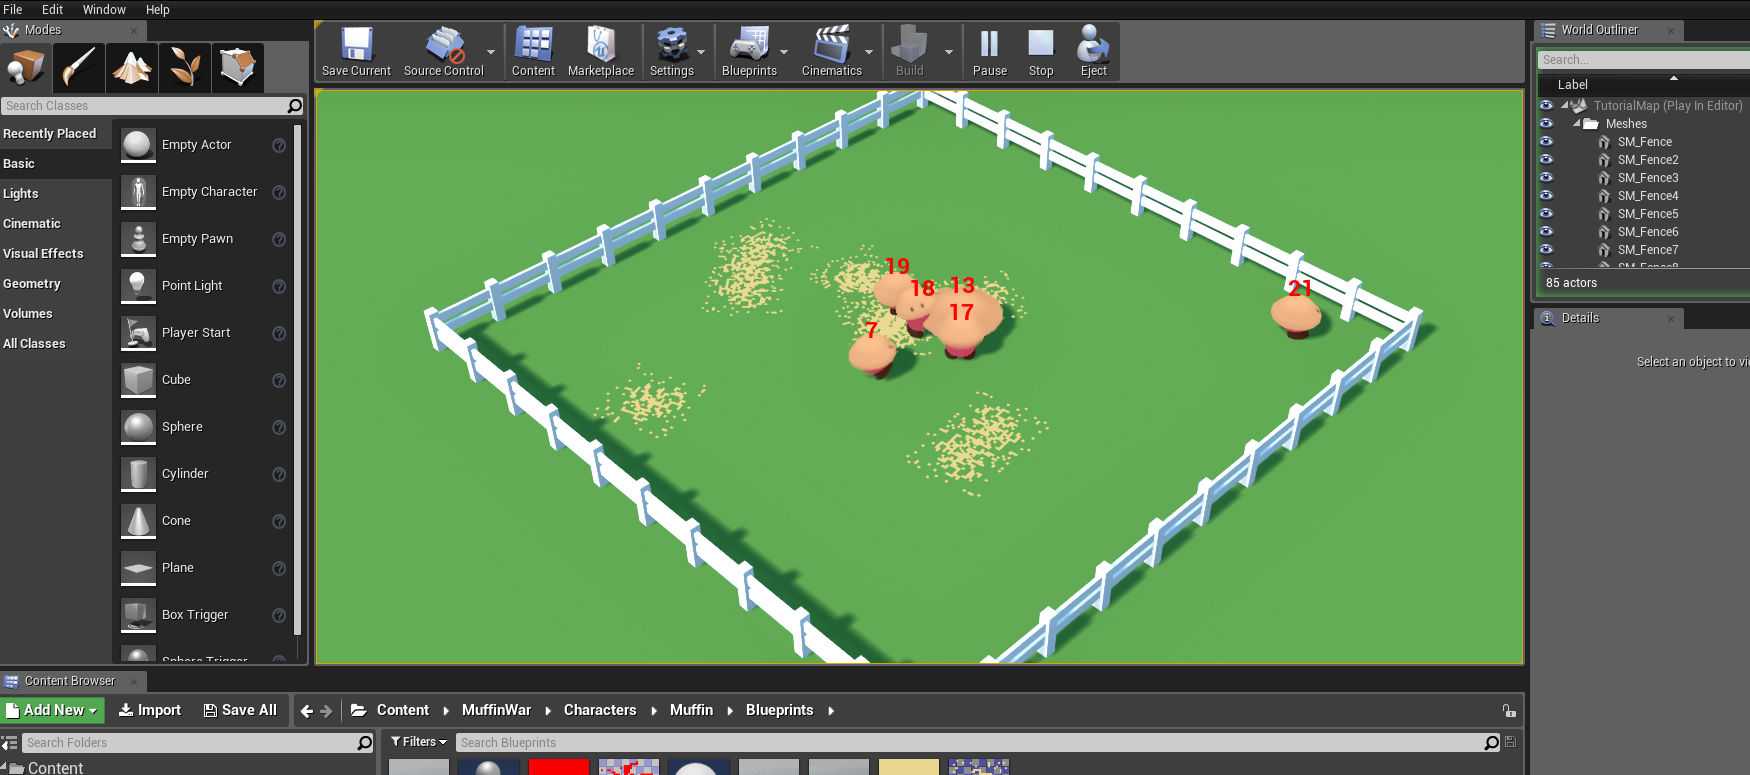 File Edit Window Help
Modes
World Outliner
Save Current Source Control Content Marketplace Settings Blueprints Cinematics Build Pause Stop Eject
Search...
Label
Search Classes
TutorialMap (Play In Editor)
Meshes
SM_Fence
SM_Fence2
SM_Fence3
SM_Fence4
SM_Fence5
SM_Fence6
SM_Fence7
85 actors
Details
Select an object to vi
Recently Placed
Basic
Lights
Cinematic
Visual Effects
Geometry
Volumes
All Classes
Empty Actor
Empty Character
Empty Pawn
Point Light
Player Start
Cube
Sphere
Cylinder
Cone
Plane
Box Trigger
Sphere Trigger
19
18 13
17
7
21
Content Browser
Add New Import Save All Content MuffinWar Characters Muffin Blueprints
Search Folders
Filters Search Blueprints
Content